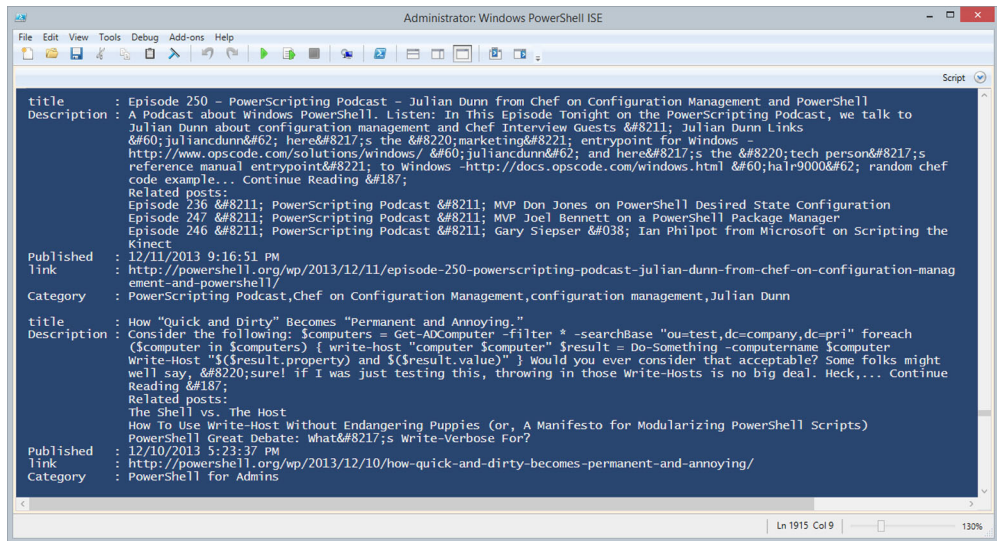 Administrator: Windows PowerShell ISE
File Edit View Tools Debug Add-ons Help
Script
title : Episode 250 – PowerScripting Podcast – Julian Dunn from Chef on Configuration Management and PowerShell
Description : A Podcast about Windows PowerShell. Listen: In This Episode Tonight on the PowerScripting Podcast, we talk to
Julian Dunn about configuration management and Chef Interview Guests &#8211; Julian Dunn Links
&#60;juliancdunn&#62; here&#8217;s the &#8220;marketing&#8221; entrypoint for Windows -
http://www.opscode.com/solutions/windows/ &#60;juliancdunn&#62; and here&#8217;s the &#8220;tech person&#8217;s
reference manual entrypoint&#8221; to Windows -http://docs.opscode.com/windows.html &#60;halr9000&#62; random chef
code example... Continue Reading &#187;
Related posts:
Episode 236 &#8211; PowerScripting Podcast &#8211; MVP Don Jones on PowerShell Desired State Configuration
Episode 247 &#8211; PowerScripting Podcast &#8211; MVP Joel Bennett on a PowerShell Package Manager
Episode 246 &#8211; PowerScripting Podcast &#8211; Gary Siepser &#038; Ian Philpot from Microsoft on Scripting the
Kinect
Published : 12/11/2013 9:16:51 PM
link : http://powershell.org/wp/2013/12/11/episode-250-powerscripting-podcast-julian-dunn-from-chef-on-configuration-manag
ement-and-powershell/
Category : PowerScripting Podcast,Chef on Configuration Management,configuration management,Julian Dunn
title : How “Quick and Dirty” Becomes “Permanent and Annoying.”
Description : Consider the following: $computers = Get-ADComputer -filter * -searchBase "ou=test,dc=company,dc=pri" foreach
($computer in $computers) { write-host "computer $computer" $result = Do-Something -computername $computer
Write-Host "$($result.property) and $($result.value)" } Would you ever consider that acceptable? Some folks might
well say, &#8220;sure! if I was just testing this, throwing in those Write-Hosts is no big deal. Heck,... Continue
Reading &#187;
Related posts:
The Shell vs. The Host
How To Use Write-Host Without Endangering Puppies (or, A Manifesto for Modularizing PowerShell Scripts)
PowerShell Great Debate: What&#8217;s Write-Verbose For?
Published : 12/10/2013 5:23:37 PM
link : http://powershell.org/wp/2013/12/10/how-quick-and-dirty-becomes-permanent-and-annoying/
Category : PowerShell for Admins
Ln 1915 Col 9 130%